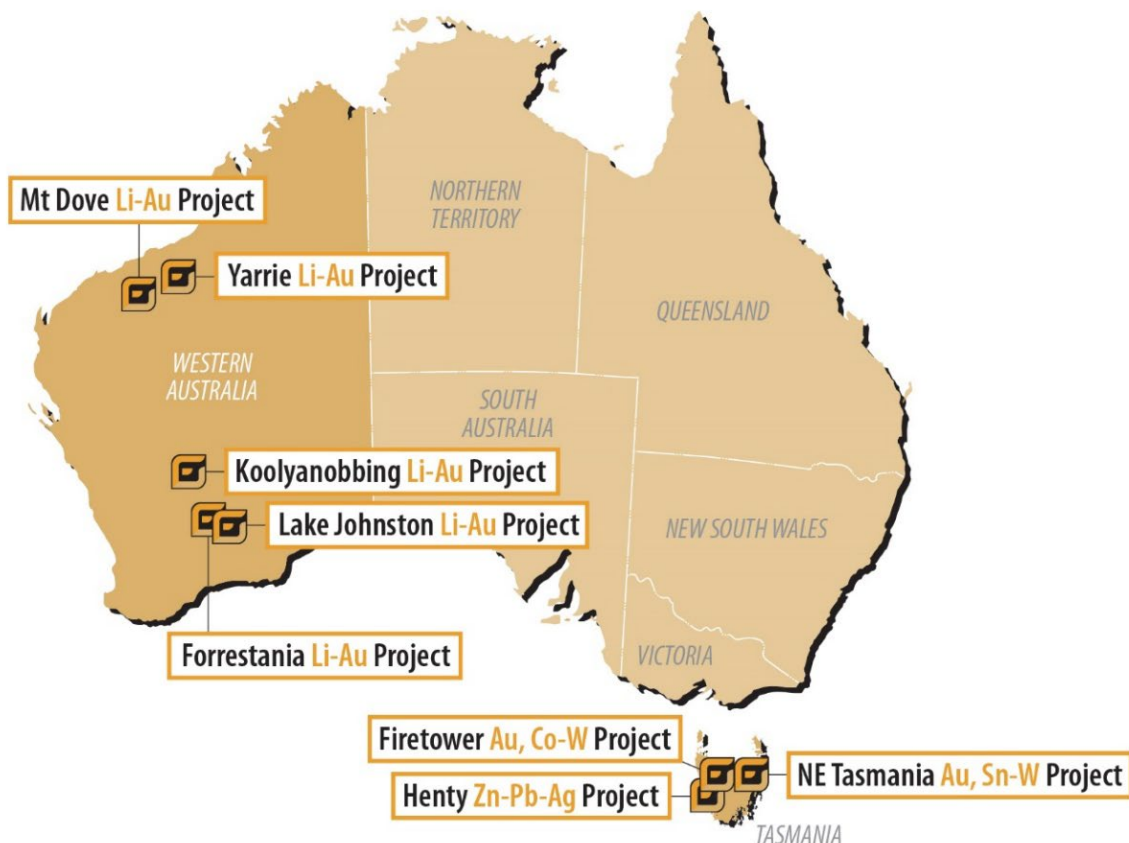 NORTHERN
TERRITORY
Mt Dove Li-Au Project
Yarrie Li-Au Project
QUEENSLAND
WESTERN
AUSTRALIA
SOUTH
AUSTRALIA
Koolyanobbing Li-Au Project
Lake Johnston Li-Au Project
NEW SOUTH WALES
Forrestania Li-Au Project
VICTORIA
Firetower Au, Co-W Project
NE Tasmania Au, Sn-W Project
Henty Zn-Pb-Ag Project
TASMANIA